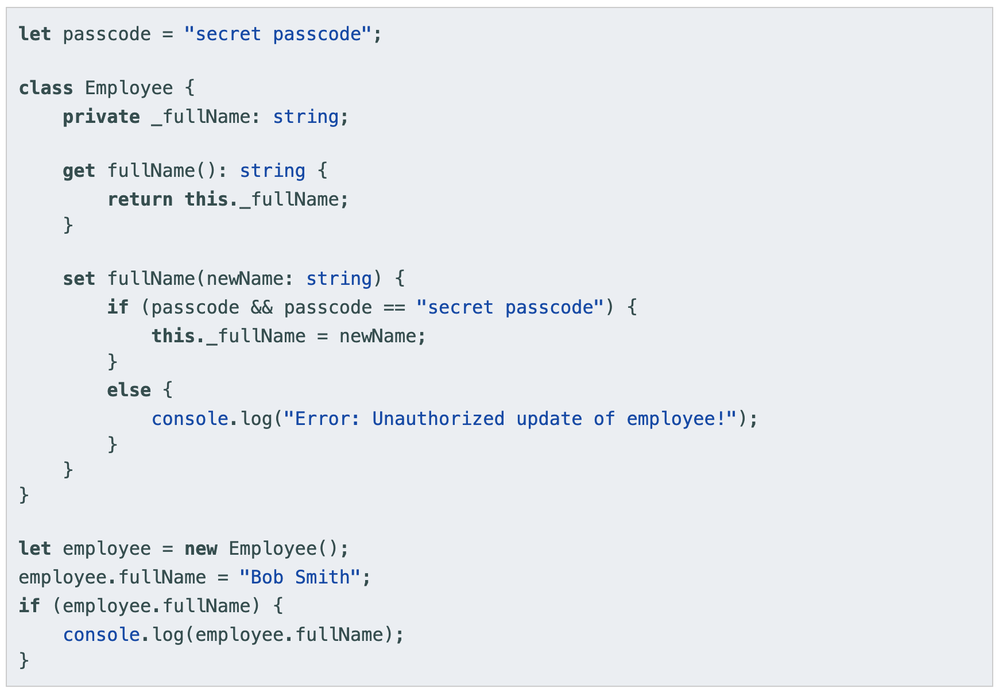 let passcode = "secret passcode";

class Employee {
    private _fullName: string;

    get fullName(): string {
        return this._fullName;
    }

    set fullName(newName: string) {
        if (passcode && passcode == "secret passcode") {
            this._fullName = newName;
        }
        else {
            console.log("Error: Unauthorized update of employee!");
        }
    }
}

let employee = new Employee();
employee.fullName = "Bob Smith";
if (employee.fullName) {
    console.log(employee.fullName);
}